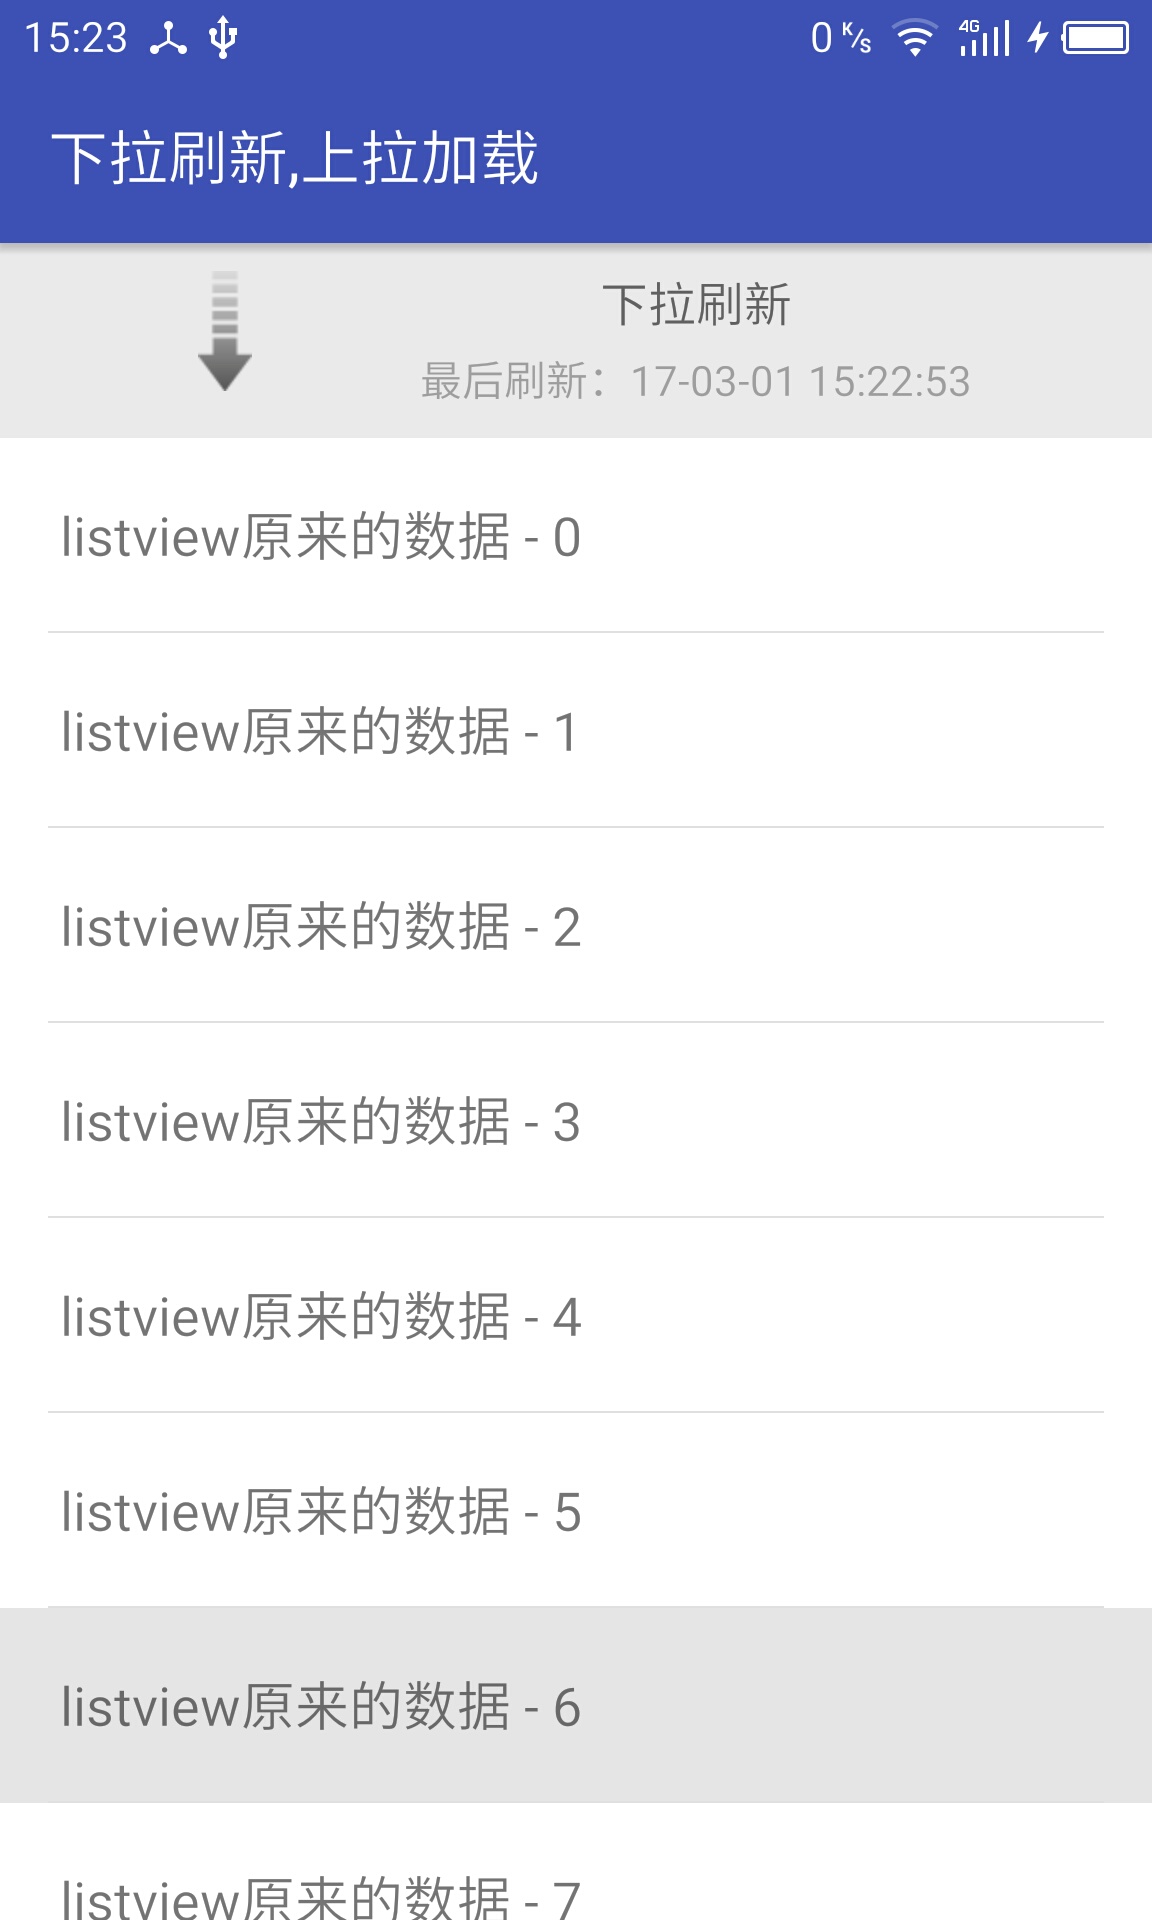 15:23
0 K/s 4G
下拉刷新,上拉加载
下拉刷新
最后刷新：17-03-01 15:22:53
listview原来的数据 - 0
listview原来的数据 - 1
listview原来的数据 - 2
listview原来的数据 - 3
listview原来的数据 - 4
listview原来的数据 - 5
listview原来的数据 - 6
listview原来的数据 - 7